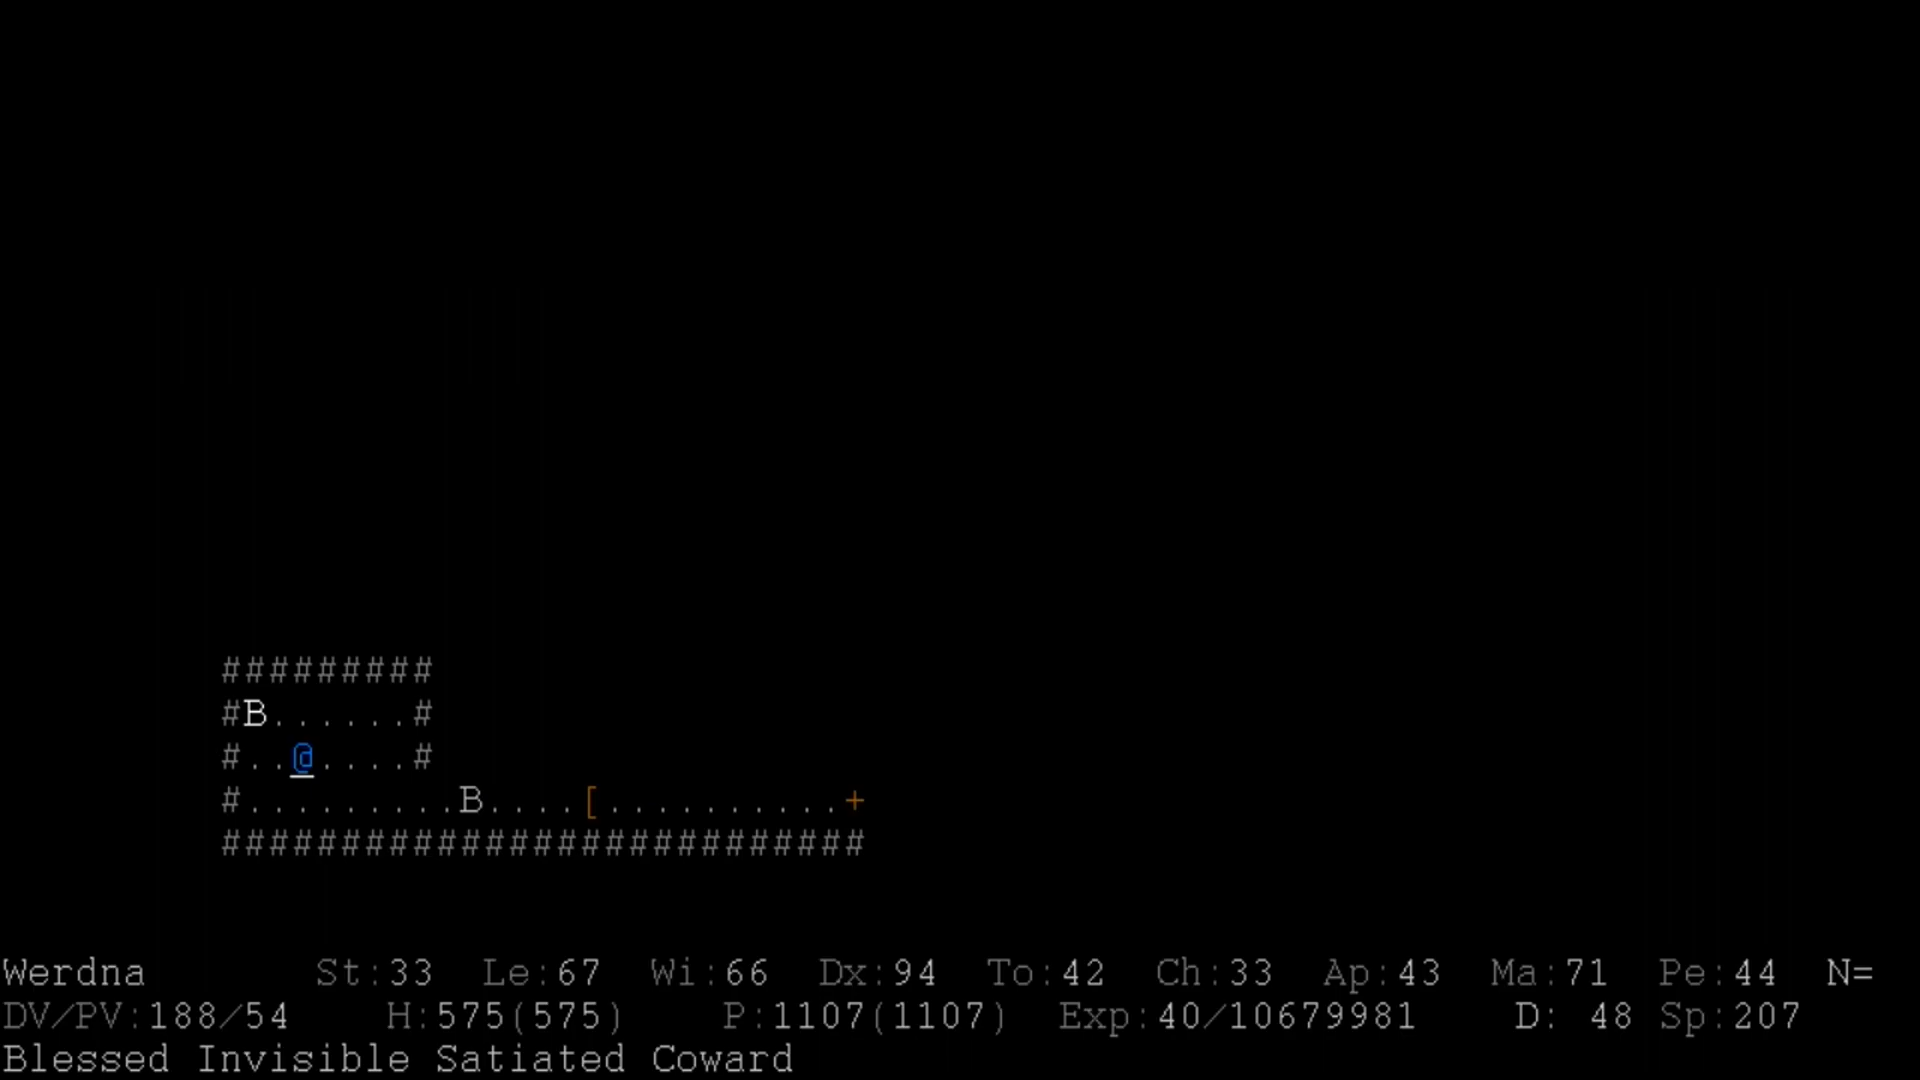 #########
#B......#
#..@....#
#.........B....[..........+
###########################
Werdna St:33 Le:67 Wi:66 Dx:94 To:42 Ch:33 Ap:43 Ma:71 Pe:44 N=
DV/PV:188/54 H:575(575) P:1107(1107) Exp:40/10679981 D: 48 Sp:207
Blessed Invisible Satiated Coward